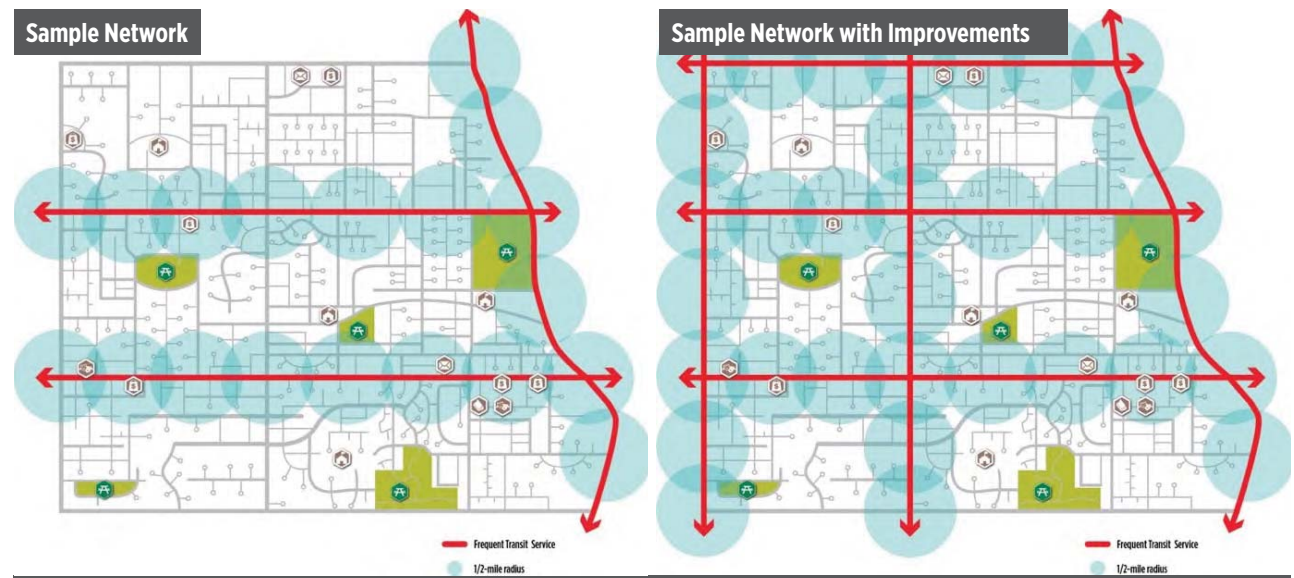 Sample Network
Sample Network with Improvements
Frequent Transit Service
1/2-mile radius
Frequent Transit Service
1/2-mile radius